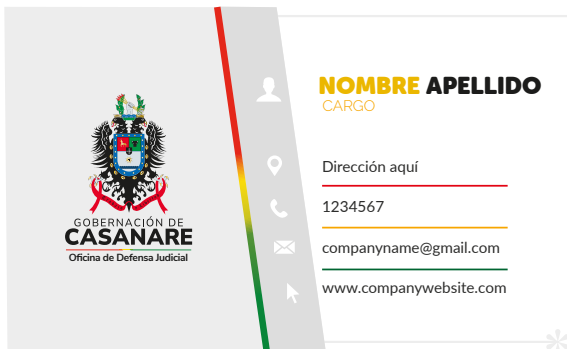 GOBERNACIÓN DE
CASANARE
Oficina de Defensa Judicial
NOMBRE APELLIDO
CARGO
Dirección aquí
1234567
companyname@gmail.com
www.companywebsite.com